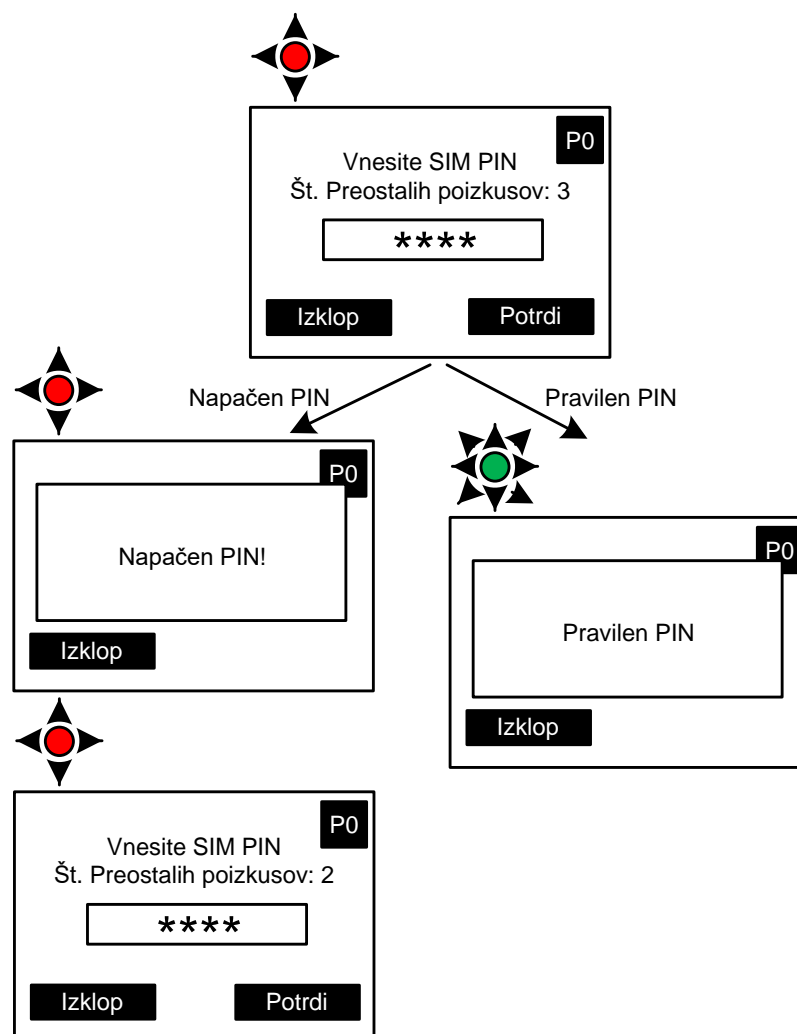 P0
Vnesite SIM PIN
Št. Preostalih poizkusov: 3
****
Izklop
Potrdi
Napačen PIN
Pravilen PIN
P0
Napačen PIN!
Izklop
P0
Pravilen PIN
Izklop
P0
Vnesite SIM PIN
Št. Preostalih poizkusov: 2
****
Izklop
Potrdi